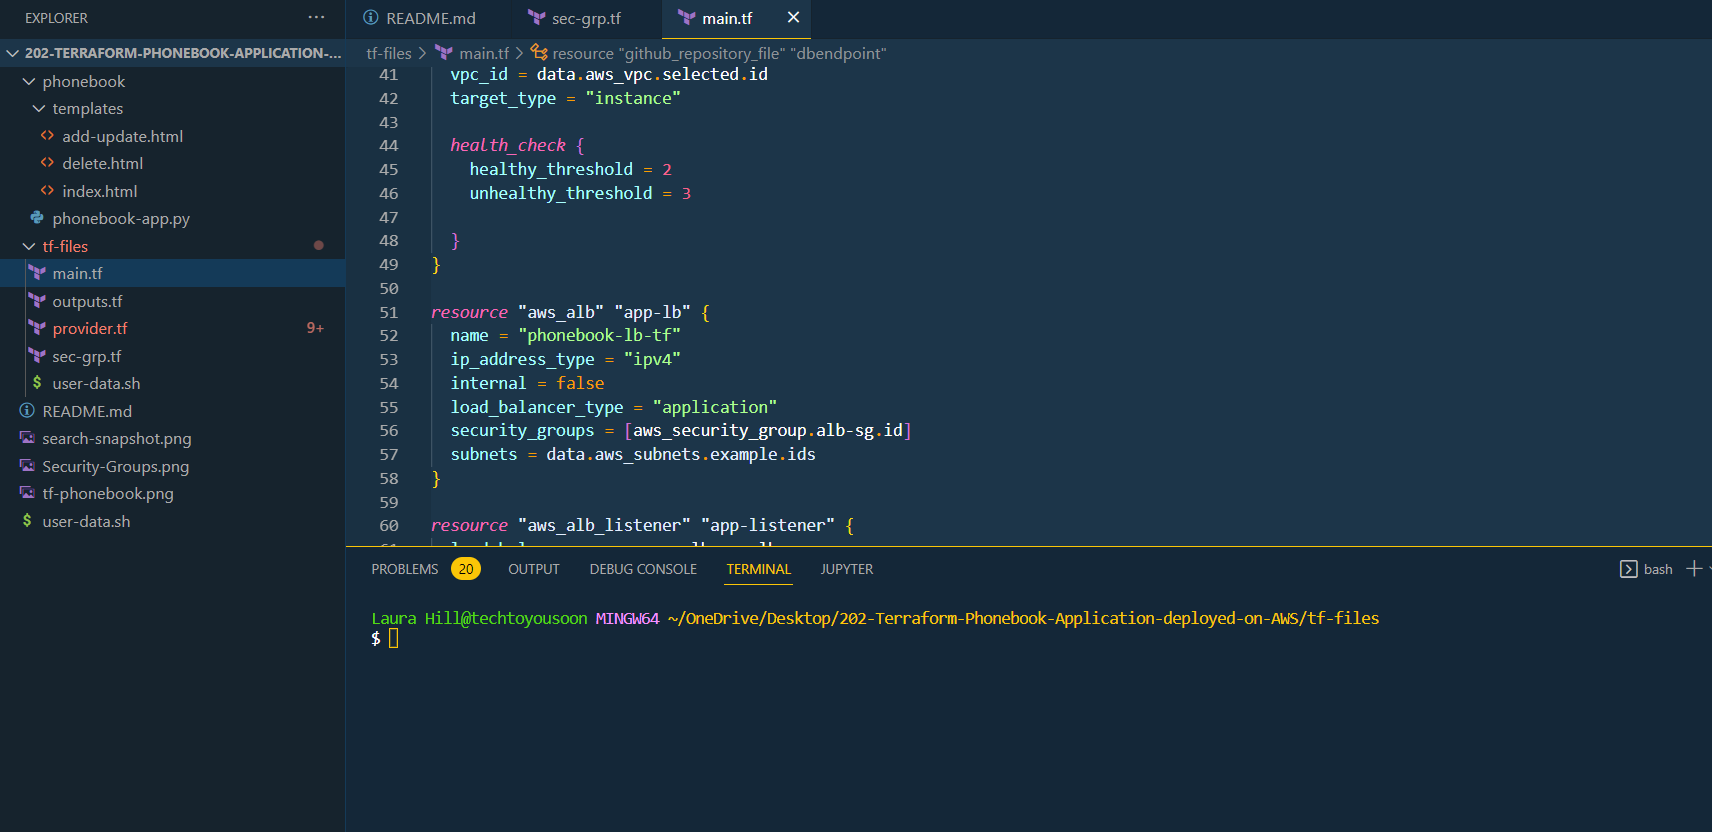 EXPLORER
README.md
sec-grp.tf
main.tf
202-TERRAFORM-PHONEBOOK-APPLICATION-...
phonebook
templates
add-update.html
delete.html
index.html
phonebook-app.py
tf-files
main.tf
outputs.tf
provider.tf 9+
sec-grp.tf
user-data.sh
README.md
search-snapshot.png
Security-Groups.png
tf-phonebook.png
user-data.sh
tf-files > main.tf > resource "github_repository_file" "dbendpoint"
41 vpc_id = data.aws_vpc.selected.id
42 target_type = "instance"
43
44 health_check {
45 healthy_threshold = 2
46 unhealthy_threshold = 3
47
48 }
49 }
50
51 resource "aws_alb" "app-lb" {
52 name = "phonebook-lb-tf"
53 ip_address_type = "ipv4"
54 internal = false
55 load_balancer_type = "application"
56 security_groups = [aws_security_group.alb-sg.id]
57 subnets = data.aws_subnets.example.ids
58 }
59
60 resource "aws_alb_listener" "app-listener" {
PROBLEMS 20 OUTPUT DEBUG CONSOLE TERMINAL JUPYTER bash
Laura Hill@techtoyousoon MINGW64 ~/OneDrive/Desktop/202-Terraform-Phonebook-Application-deployed-on-AWS/tf-files
$